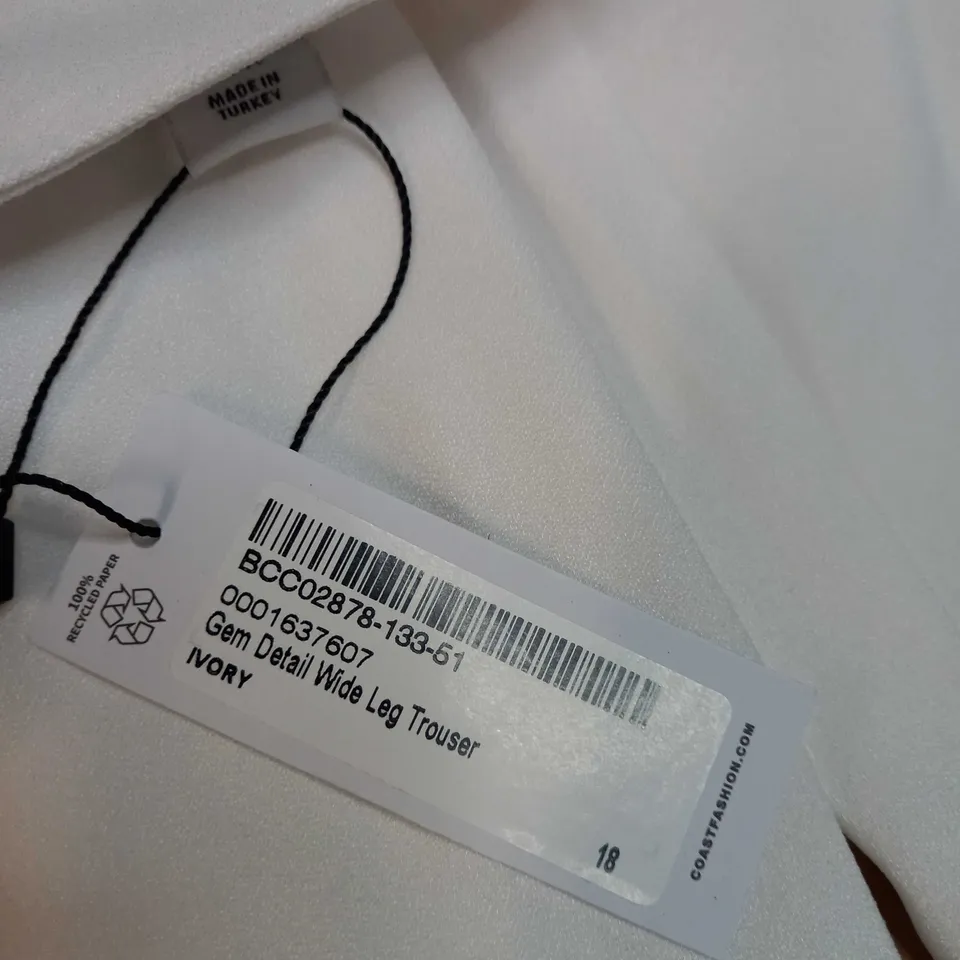 MADE IN
TURKEY
100%
RECYCLED PAPER
BCC02878-133-51
0001637607
Gem Detail Wide Leg Trouser
IVORY
18
COASTFASHION.COM